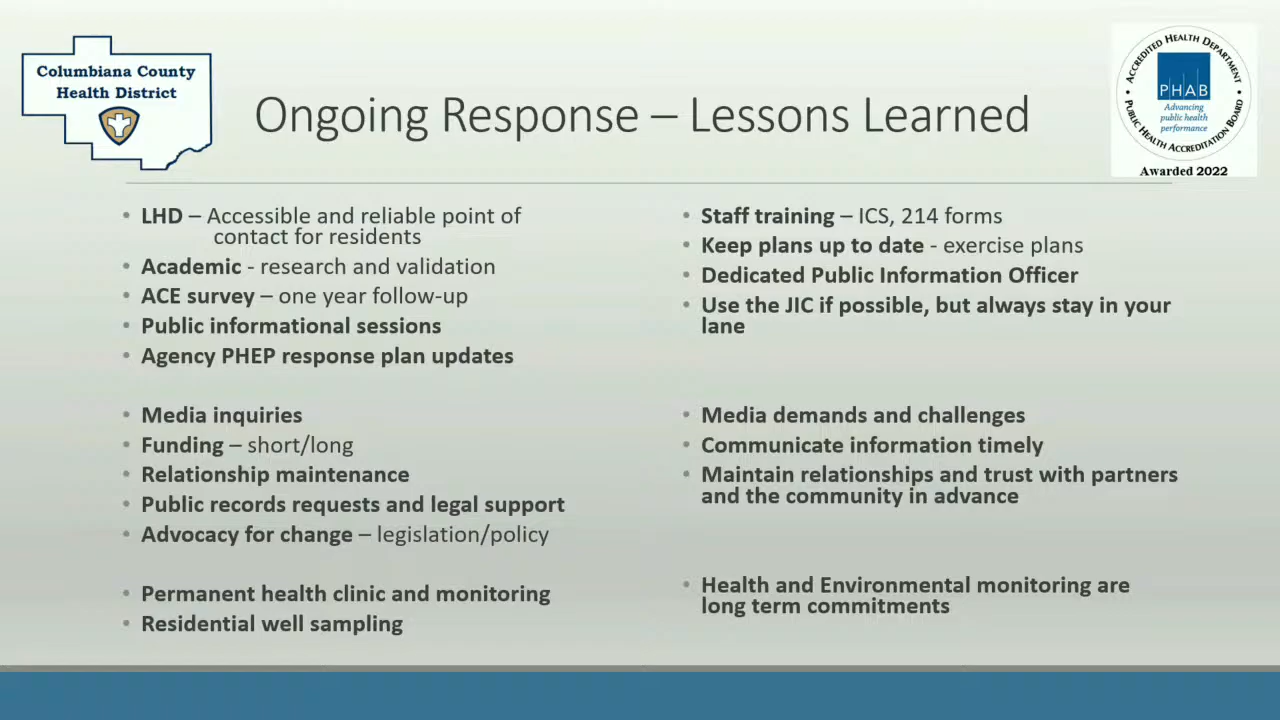 Columbiana County
Health District
Ongoing Response – Lessons Learned
ACCREDITED HEALTH DEPARTMENT
PHAB
Advancing
public health
performance
PUBLIC HEALTH ACCREDITATION BOARD
Awarded 2022
• LHD – Accessible and reliable point of
contact for residents
• Academic - research and validation
• ACE survey – one year follow-up
• Public informational sessions
• Agency PHEP response plan updates
• Media inquiries
• Funding – short/long
• Relationship maintenance
• Public records requests and legal support
• Advocacy for change – legislation/policy
• Permanent health clinic and monitoring
• Residential well sampling
• Staff training – ICS, 214 forms
• Keep plans up to date - exercise plans
• Dedicated Public Information Officer
• Use the JIC if possible, but always stay in your
lane
• Media demands and challenges
• Communicate information timely
• Maintain relationships and trust with partners
and the community in advance
• Health and Environmental monitoring are
long term commitments